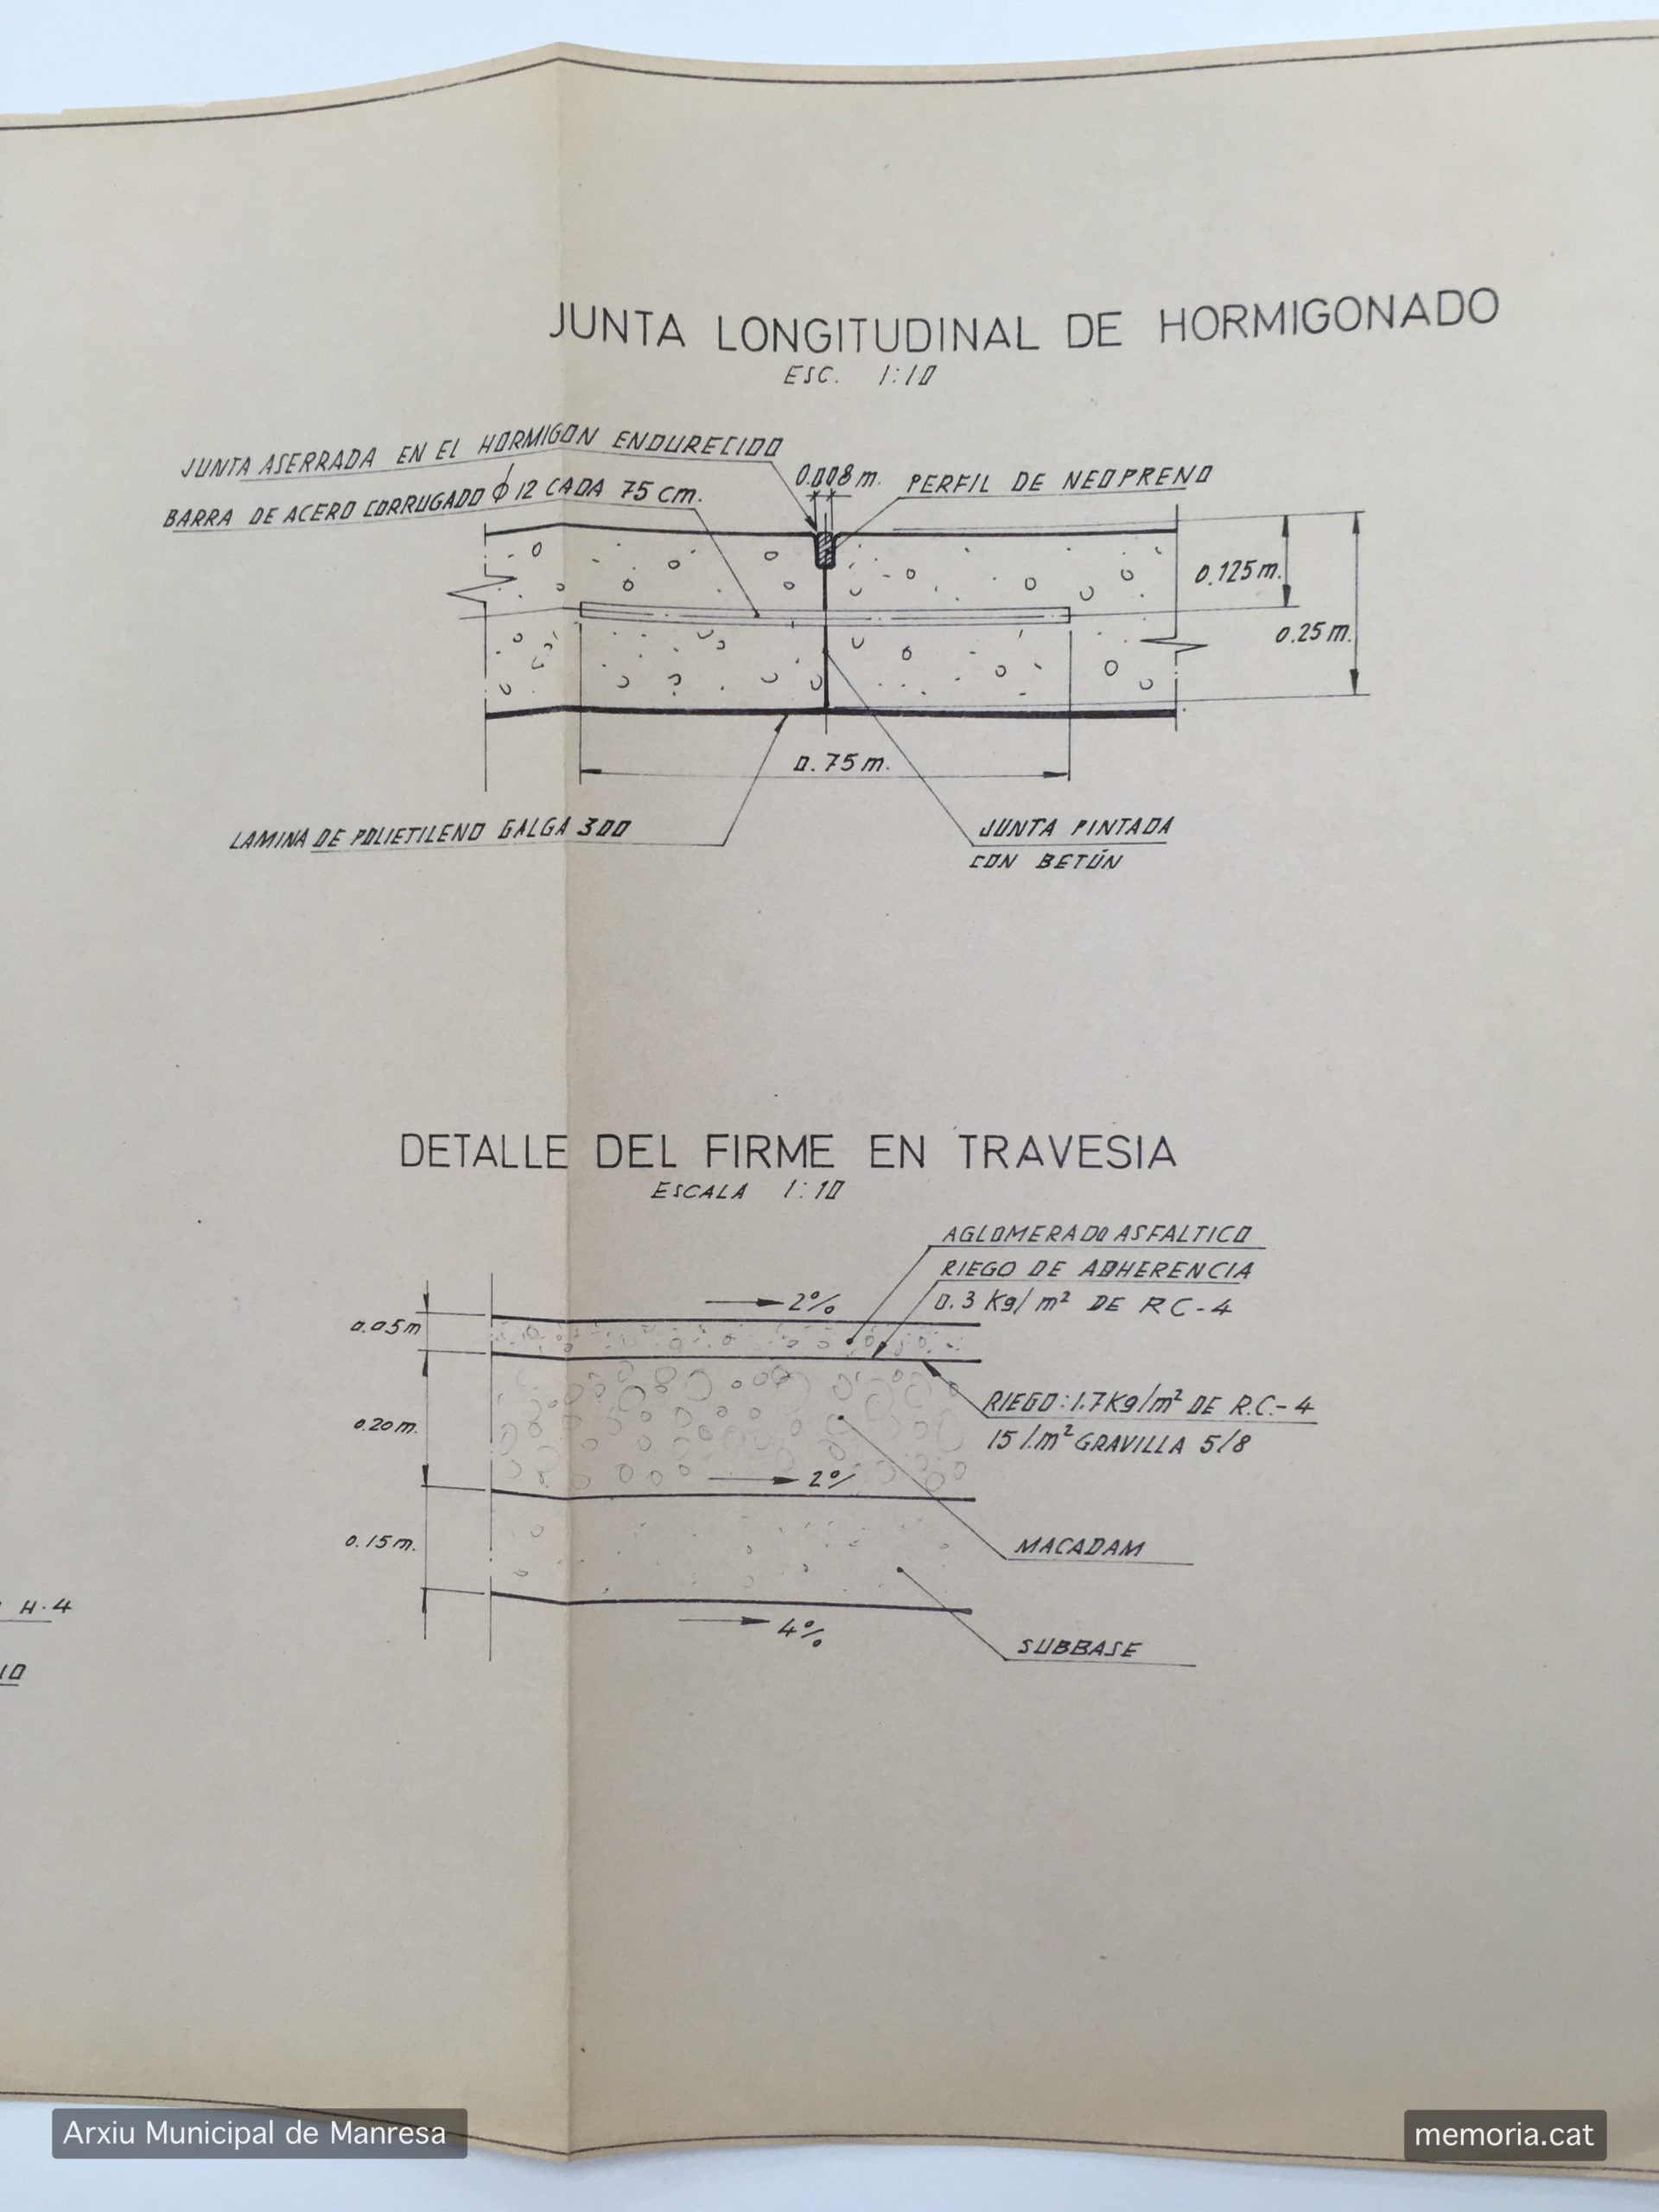 JUNTA LONGITUDINAL DE HORMIGONADO
ESC. 1:10
JUNTA ASERRADA EN EL HORMIGON ENDURECIDO
BARRA DE ACERO CORRUGADO ϕ 12 CADA 75 cm.
0.008 m.
PERFIL DE NEOPRENO
0.125 m.
0.25 m.
0.75 m.
LAMINA DE POLIETILENO GALGA 300
JUNTA PINTADA
CON BETÚN
DETALLE DEL FIRME EN TRAVESIA
ESCALA 1:10
AGLOMERADO ASFALTICO
RIEGO DE ADHERENCIA
0.3 Kg/m² DE RC-4
2%
0.05 m
RIEGO: 1.7 Kg/m² DE R.C.-4
15 l.m² GRAVILLA 5/8
0.20 m.
2%
0.15 m.
MACADAM
4%
SUBBASE
H-4
10
Arxiu Municipal de Manresa
memoria.cat